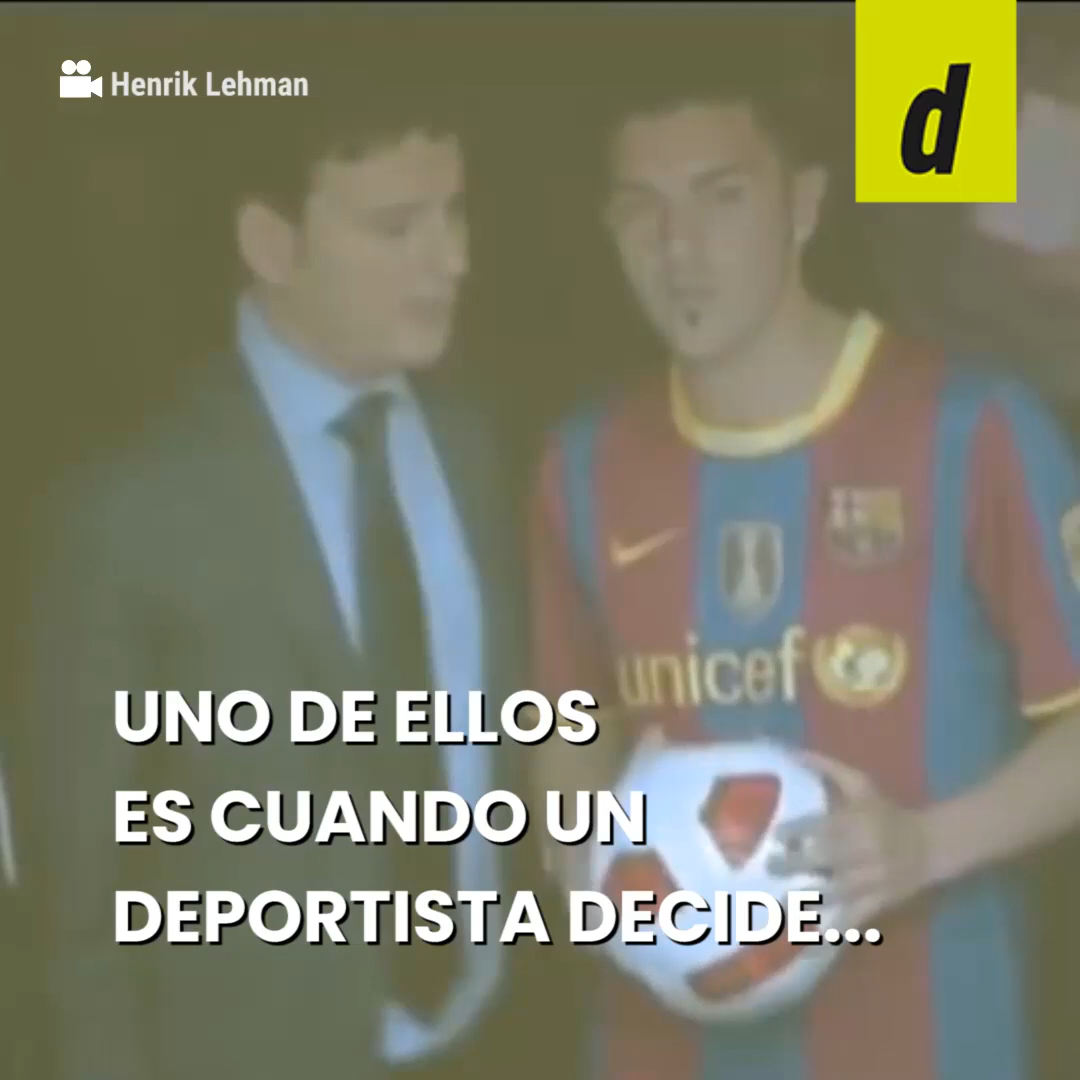 Henrik Lehman
d
unicef
UNO DE ELLOS
ES CUANDO UN
DEPORTISTA DECIDE...